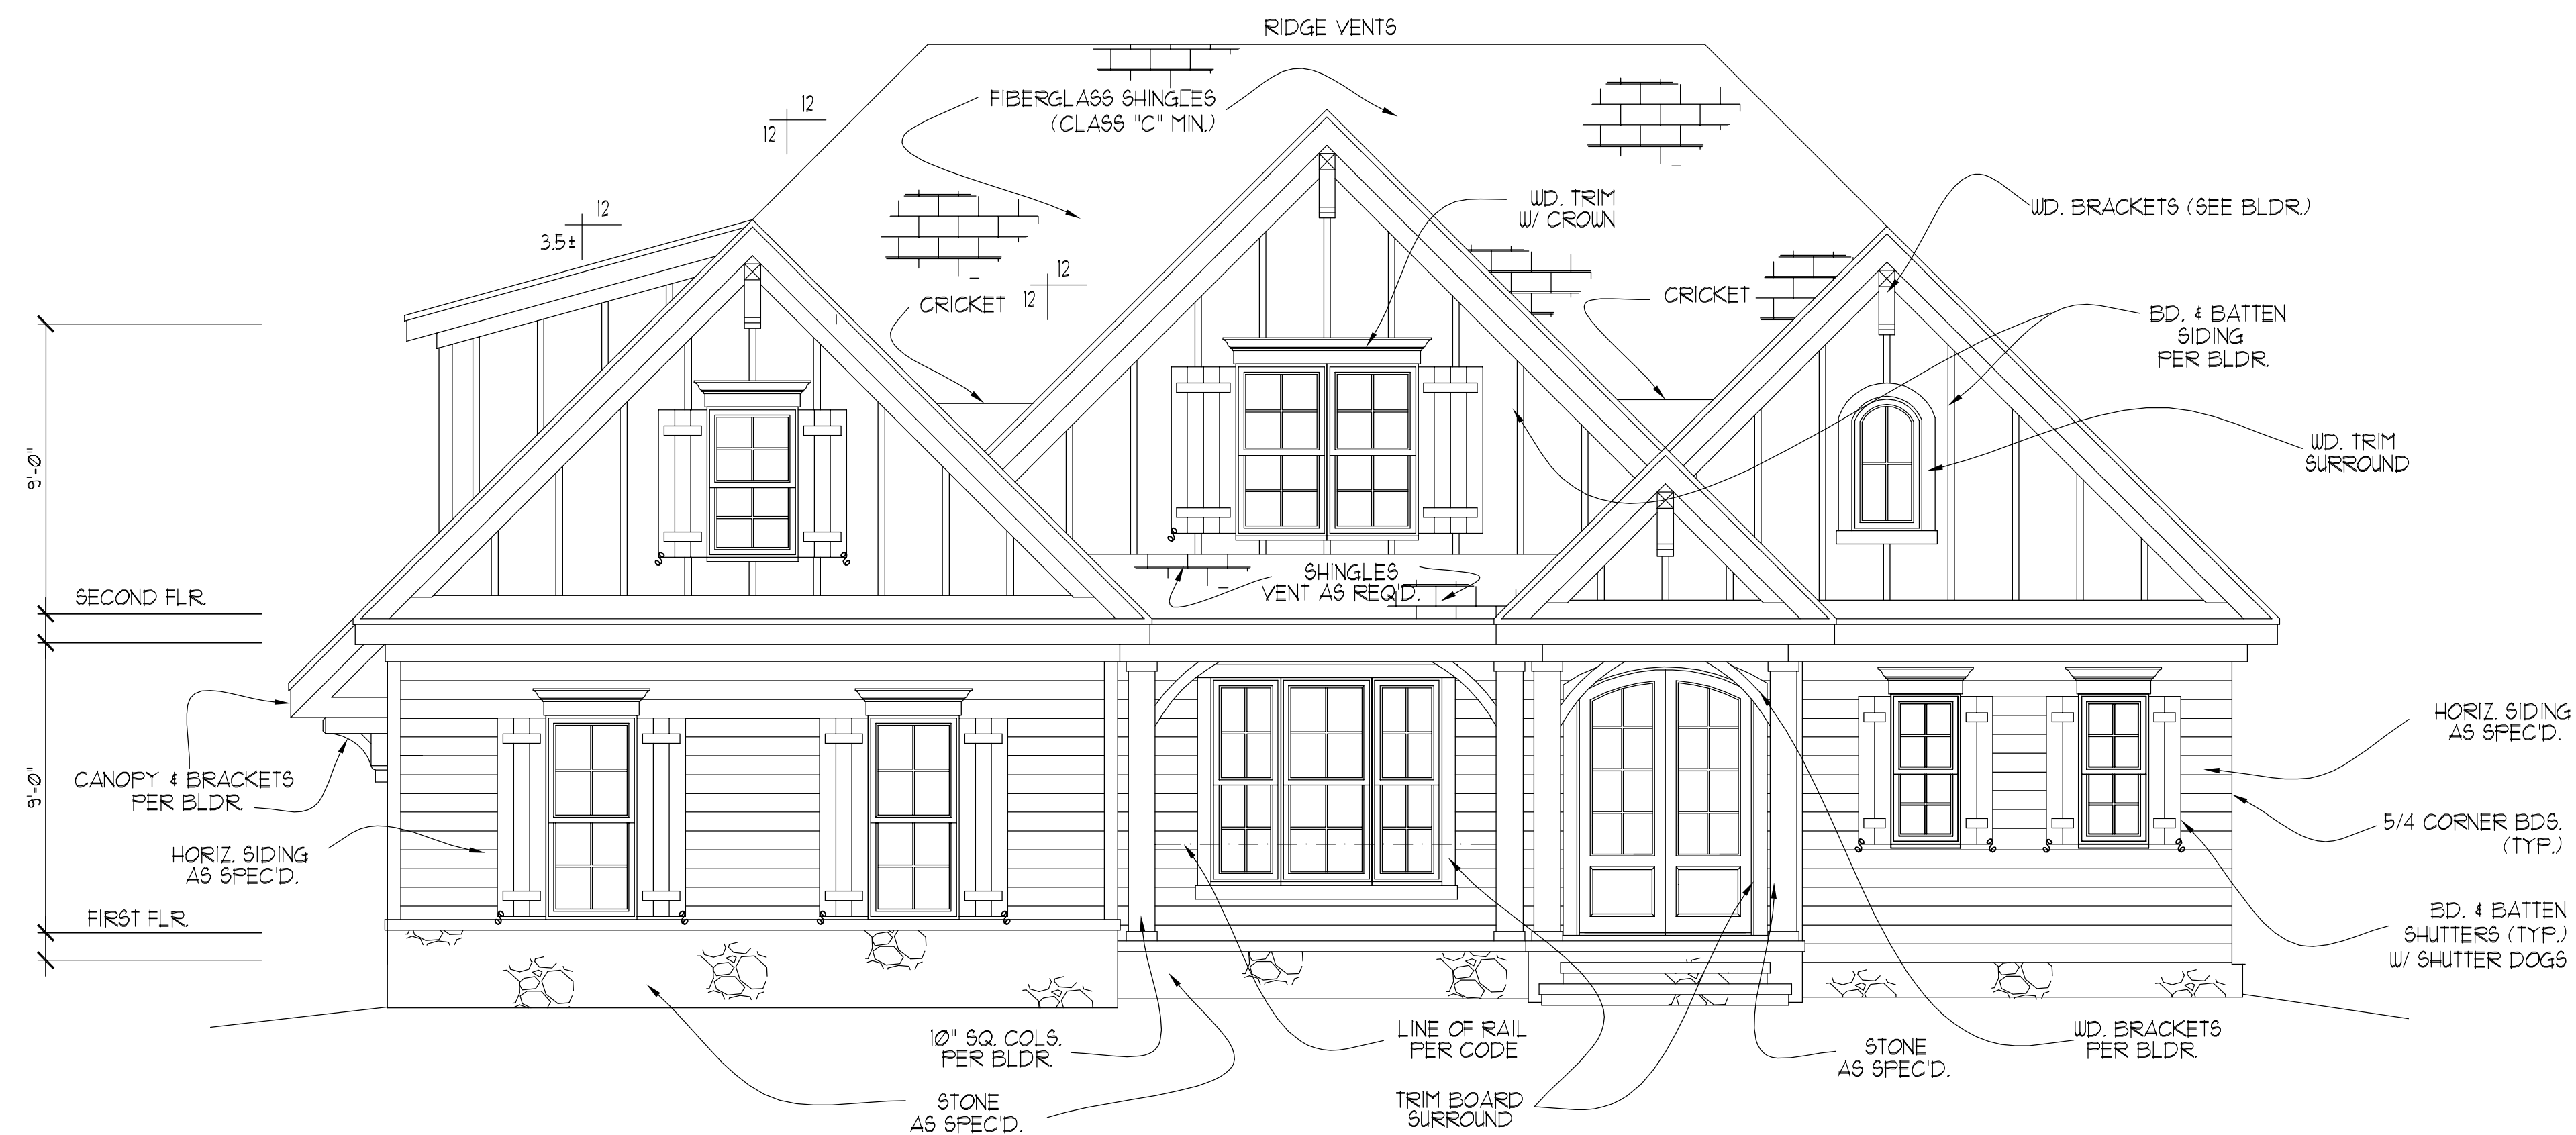 RIDGE VENTS
FIBERGLASS SHINGLES
(CLASS "C" MIN.)
12
12
12
3.5±
12
12
WD. TRIM
W/ CROWN
WD. BRACKETS (SEE BLDR.)
CRICKET
CRICKET
BD. & BATTEN
SIDING
PER BLDR.
WD. TRIM
SURROUND
9'-0"
SECOND FLR.
SHINGLES
VENT AS REQ'D.
9'-0"
CANOPY & BRACKETS
PER BLDR.
HORIZ. SIDING
AS SPEC'D.
FIRST FLR.
HORIZ. SIDING
AS SPEC'D.
5/4 CORNER BDS.
(TYP.)
BD. & BATTEN
SHUTTERS (TYP.)
W/ SHUTTER DOGS
10" SQ. COLS.
PER BLDR.
LINE OF RAIL
PER CODE
STONE
AS SPEC'D.
WD. BRACKETS
PER BLDR.
STONE
AS SPEC'D.
TRIM BOARD
SURROUND